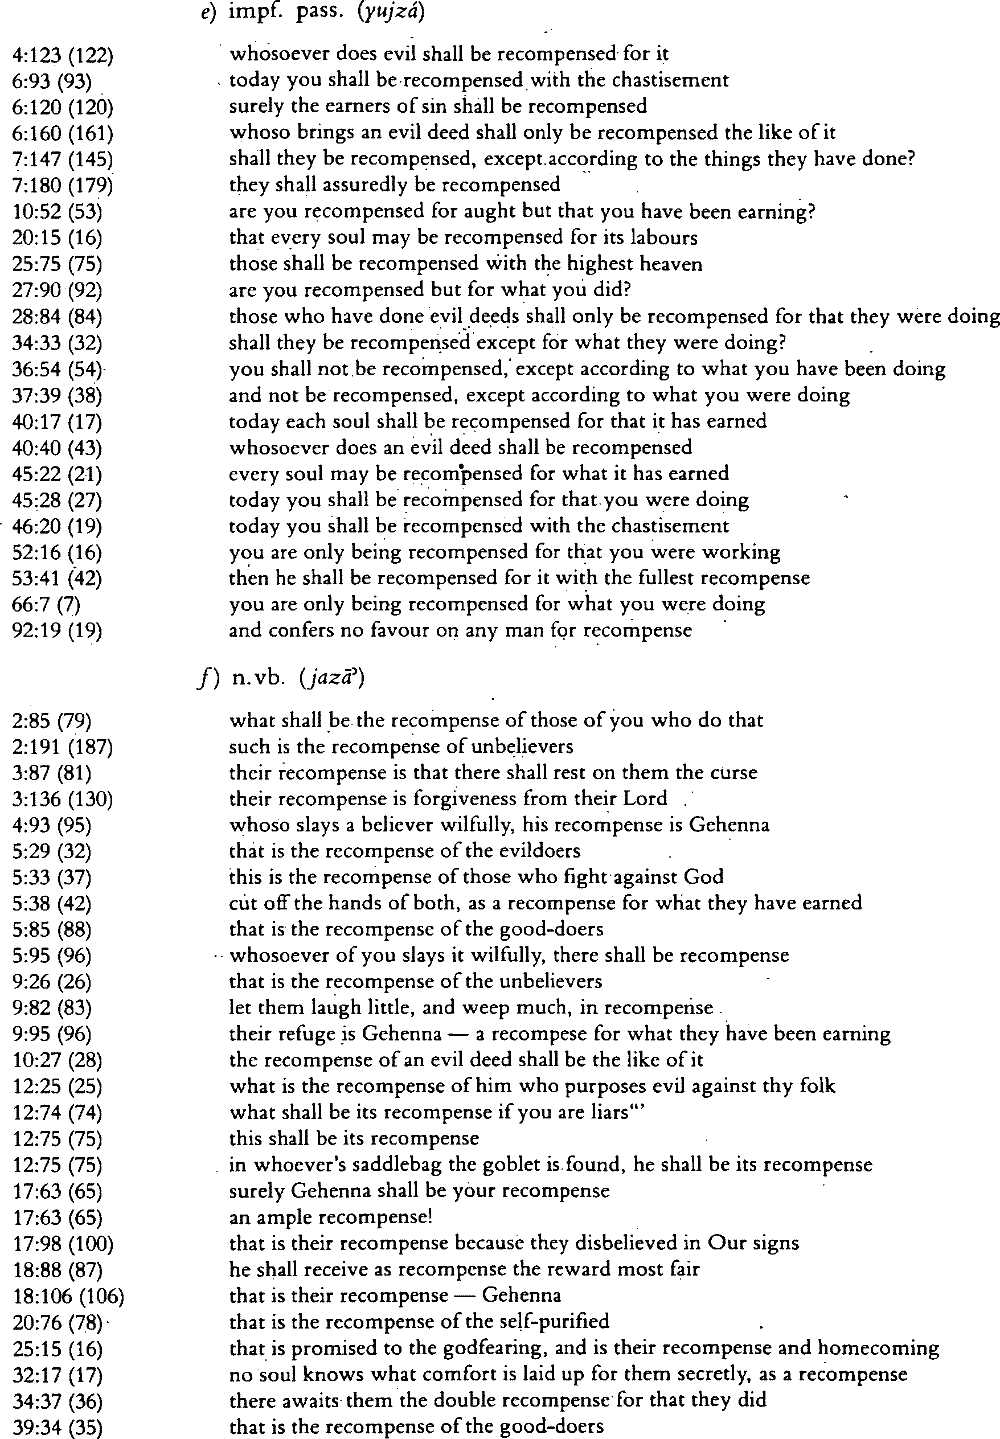 e) impf. pass. (yujzá)
4:123 (122) whosoever does evil shall be recompensed for it
6:93 (93) today you shall be recompensed with the chastisement
6:120 (120) surely the earners of sin shall be recompensed
6:160 (161) whoso brings an evil deed shall only be recompensed the like of it
7:147 (145) shall they be recompensed, except according to the things they have done?
7:180 (179) they shall assuredly be recompensed
10:52 (53) are you recompensed for aught but that you have been earning?
20:15 (16) that every soul may be recompensed for its labours
25:75 (75) those shall be recompensed with the highest heaven
27:90 (92) are you recompensed but for what you did?
28:84 (84) those who have done evil deeds shall only be recompensed for that they were doing
34:33 (32) shall they be recompensed except for what they were doing?
36:54 (54) you shall not be recompensed, except according to what you have been doing
37:39 (38) and not be recompensed, except according to what you were doing
40:17 (17) today each soul shall be recompensed for that it has earned
40:40 (43) whosoever does an evil deed shall be recompensed
45:22 (21) every soul may be recompensed for what it has earned
45:28 (27) today you shall be recompensed for that you were doing
46:20 (19) today you shall be recompensed with the chastisement
52:16 (16) you are only being recompensed for that you were working
53:41 (42) then he shall be recompensed for it with the fullest recompense
66:7 (7) you are only being recompensed for what you were doing
92:19 (19) and confers no favour on any man for recompense
f) n.vb. (jazāʾ)
2:85 (79) what shall be the recompense of those of you who do that
2:191 (187) such is the recompense of unbelievers
3:87 (81) their recompense is that there shall rest on them the curse
3:136 (130) their recompense is forgiveness from their Lord
4:93 (95) whoso slays a believer wilfully, his recompense is Gehenna
5:29 (32) that is the recompense of the evildoers
5:33 (37) this is the recompense of those who fight against God
5:38 (42) cut off the hands of both, as a recompense for what they have earned
5:85 (88) that is the recompense of the good-doers
5:95 (96) whosoever of you slays it wilfully, there shall be recompense
9:26 (26) that is the recompense of the unbelievers
9:82 (83) let them laugh little, and weep much, in recompense
9:95 (96) their refuge is Gehenna — a recompese for what they have been earning
10:27 (28) the recompense of an evil deed shall be the like of it
12:25 (25) what is the recompense of him who purposes evil against thy folk
12:74 (74) what shall be its recompense if you are liars“’
12:75 (75) this shall be its recompense
12:75 (75) in whoever's saddlebag the goblet is found, he shall be its recompense
17:63 (65) surely Gehenna shall be your recompense
17:63 (65) an ample recompense!
17:98 (100) that is their recompense because they disbelieved in Our signs
18:88 (87) he shall receive as recompense the reward most fair
18:106 (106) that is their recompense — Gehenna
20:76 (78) that is the recompense of the self-purified
25:15 (16) that is promised to the godfearing, and is their recompense and homecoming
32:17 (17) no soul knows what comfort is laid up for them secretly, as a recompense
34:37 (36) there awaits them the double recompense for that they did
39:34 (35) that is the recompense of the good-doers